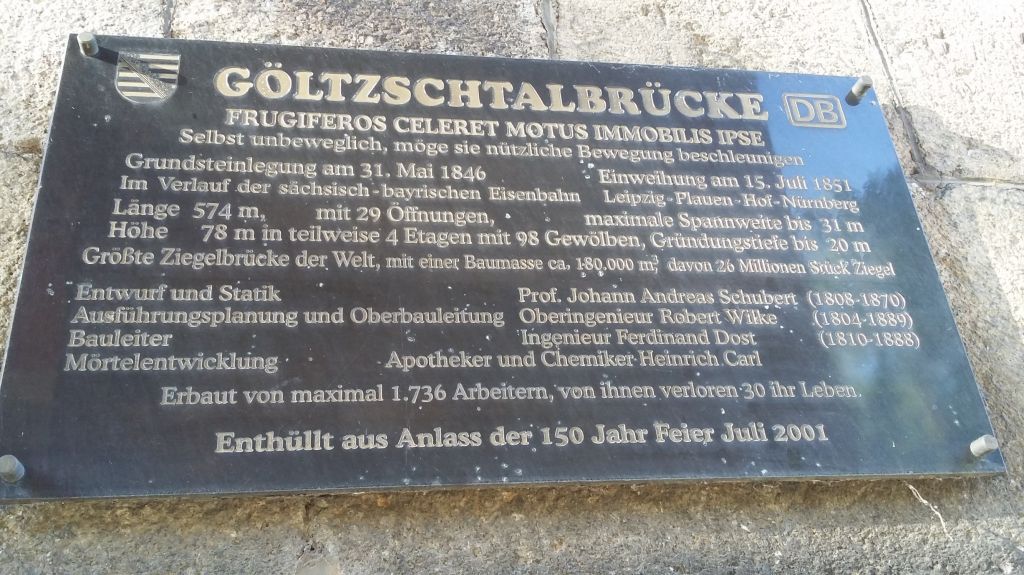 GÖLTZSCHTALBRÜCKE
DB
FRUGIFEROS CELERET MOTUS IMMOBILIS IPSE
Selbst unbeweglich, möge sie nützliche Bewegung beschleunigen
Grundsteinlegung am 31. Mai 1846 Einweihung am 15. Juli 1851
Im Verlauf der sächsisch-bayrischen Eisenbahn Leipzig-Plauen-Hof-Nürnberg
Länge 574 m, mit 29 Öffnungen, maximale Spannweite bis 31 m
Höhe 78 m in teilweise 4 Etagen mit 98 Gewölben, Gründungstiefe bis 20 m
Größte Ziegelbrücke der Welt, mit einer Baumasse ca. 180.000 m³ davon 26 Millionen Stück Ziegel
Entwurf und Statik Prof. Johann Andreas Schubert (1808-1870)
Ausführungsplanung und Oberbauleitung Oberingenieur Robert Wilke (1804-1889)
Bauleiter Ingenieur Ferdinand Dost (1810-1888)
Mörtelentwicklung Apotheker und Chemiker Heinrich Carl
Erbaut von maximal 1.736 Arbeitern, von ihnen verloren 30 ihr Leben.
Enthüllt aus Anlass der 150 Jahr Feier Juli 2001